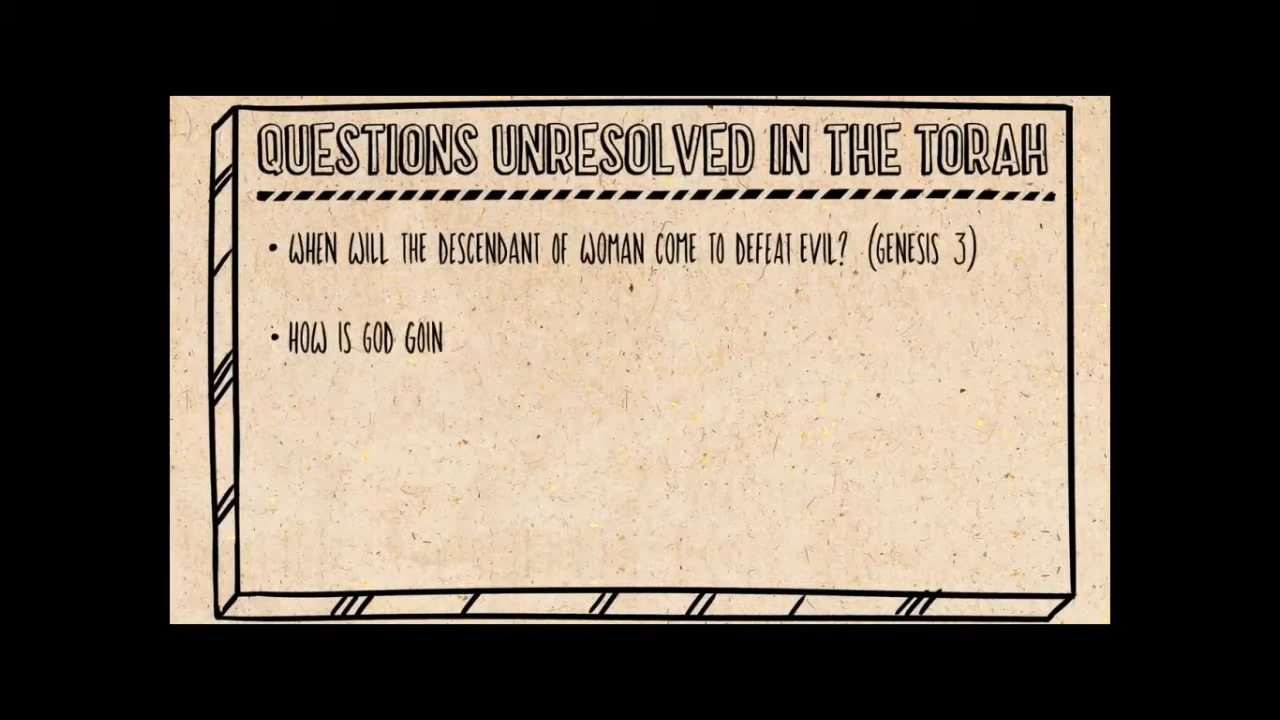 QUESTIONS UNRESOLVED IN THE TORAH
• WHEN WILL THE DESCENDANT OF WOMAN COME TO DEFEAT EVIL? (GENESIS 3)
• HOW IS GOD GOIN